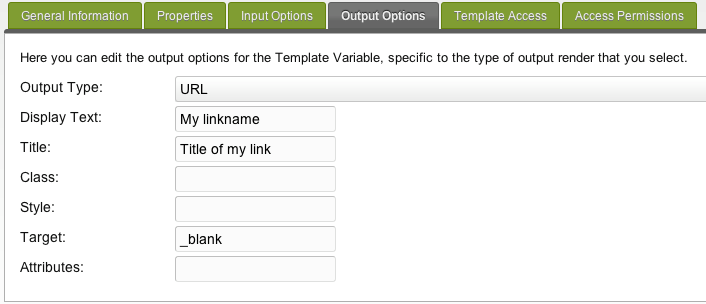 General Information Properties Input Options Output Options Template Access Access Permissions
Here you can edit the output options for the Template Variable, specific to the type of output render that you select.
Output Type: URL
Display Text: My linkname
Title: Title of my link
Class:
Style:
Target: _blank
Attributes: